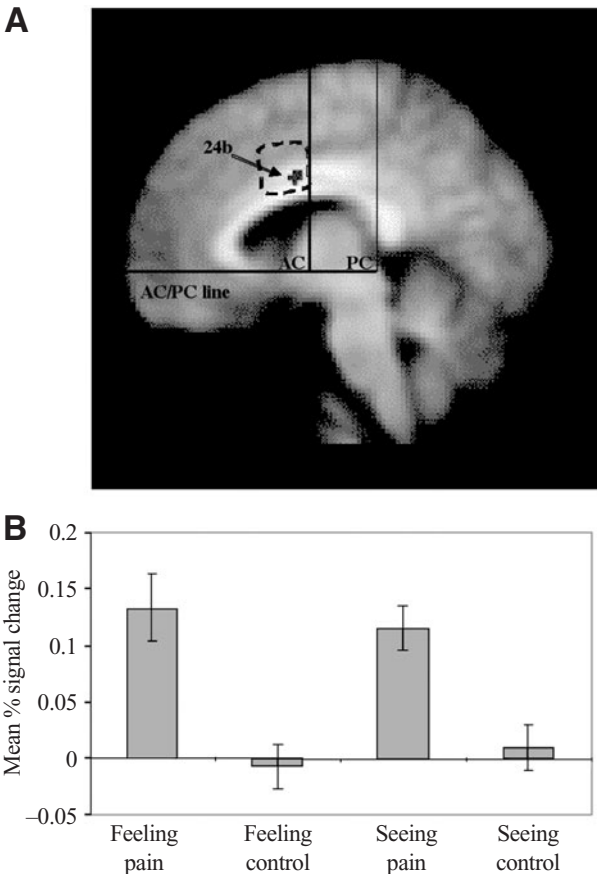 A
24b
AC PC
AC/PC line
B
Mean % signal change
0.2
0.15
0.1
0.05
0
–0.05
Feeling pain
Feeling control
Seeing pain
Seeing control